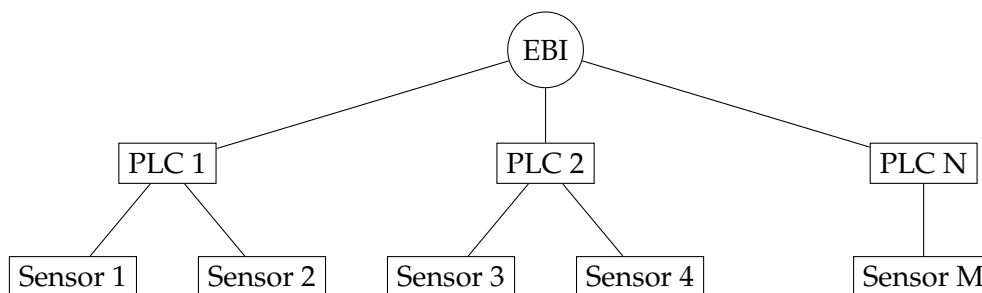 EBI
PLC 1
PLC 2
PLC N
Sensor 1
Sensor 2
Sensor 3
Sensor 4
Sensor M